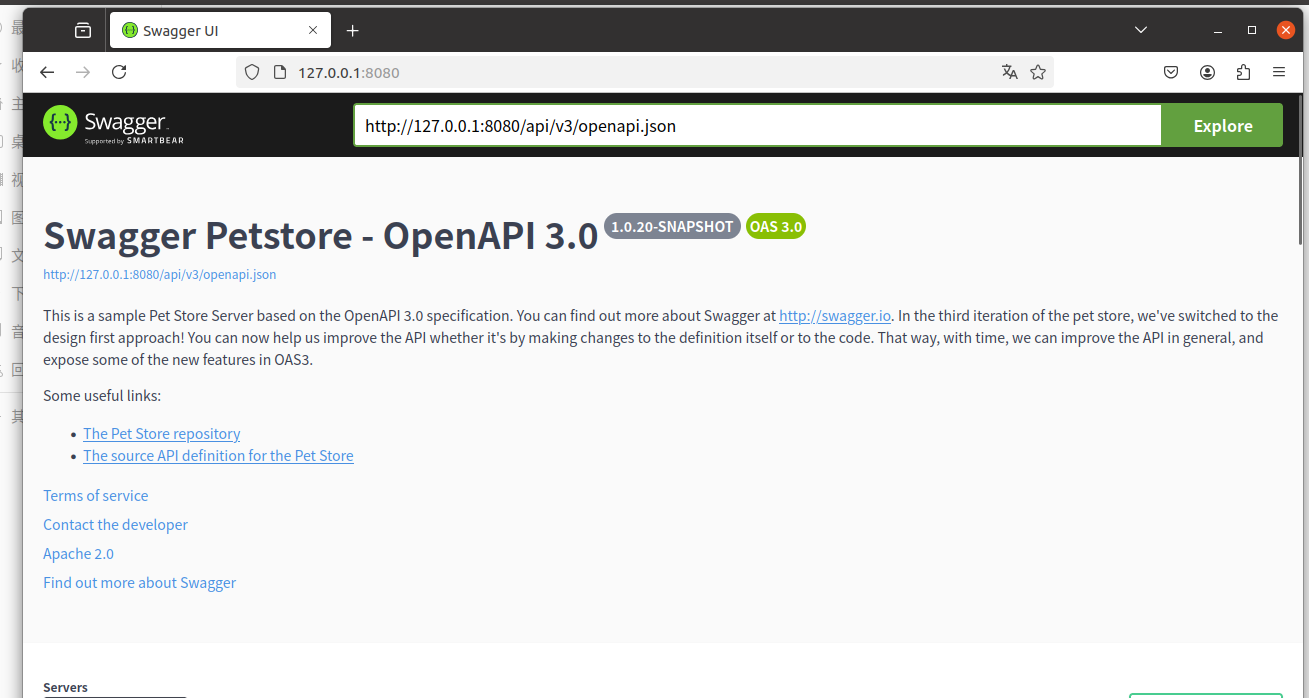 最
收
主
桌
视
图
文
下
音
回
其
Swagger UI
127.0.0.1:8080
Swagger
Supported by SMARTBEAR
http://127.0.0.1:8080/api/v3/openapi.json
Explore
Swagger Petstore - OpenAPI 3.0 1.0.20-SNAPSHOT OAS 3.0
http://127.0.0.1:8080/api/v3/openapi.json
This is a sample Pet Store Server based on the OpenAPI 3.0 specification. You can find out more about Swagger at http://swagger.io. In the third iteration of the pet store, we've switched to the
design first approach! You can now help us improve the API whether it's by making changes to the definition itself or to the code. That way, with time, we can improve the API in general, and
expose some of the new features in OAS3.
Some useful links:
• The Pet Store repository
• The source API definition for the Pet Store
Terms of service
Contact the developer
Apache 2.0
Find out more about Swagger
Servers